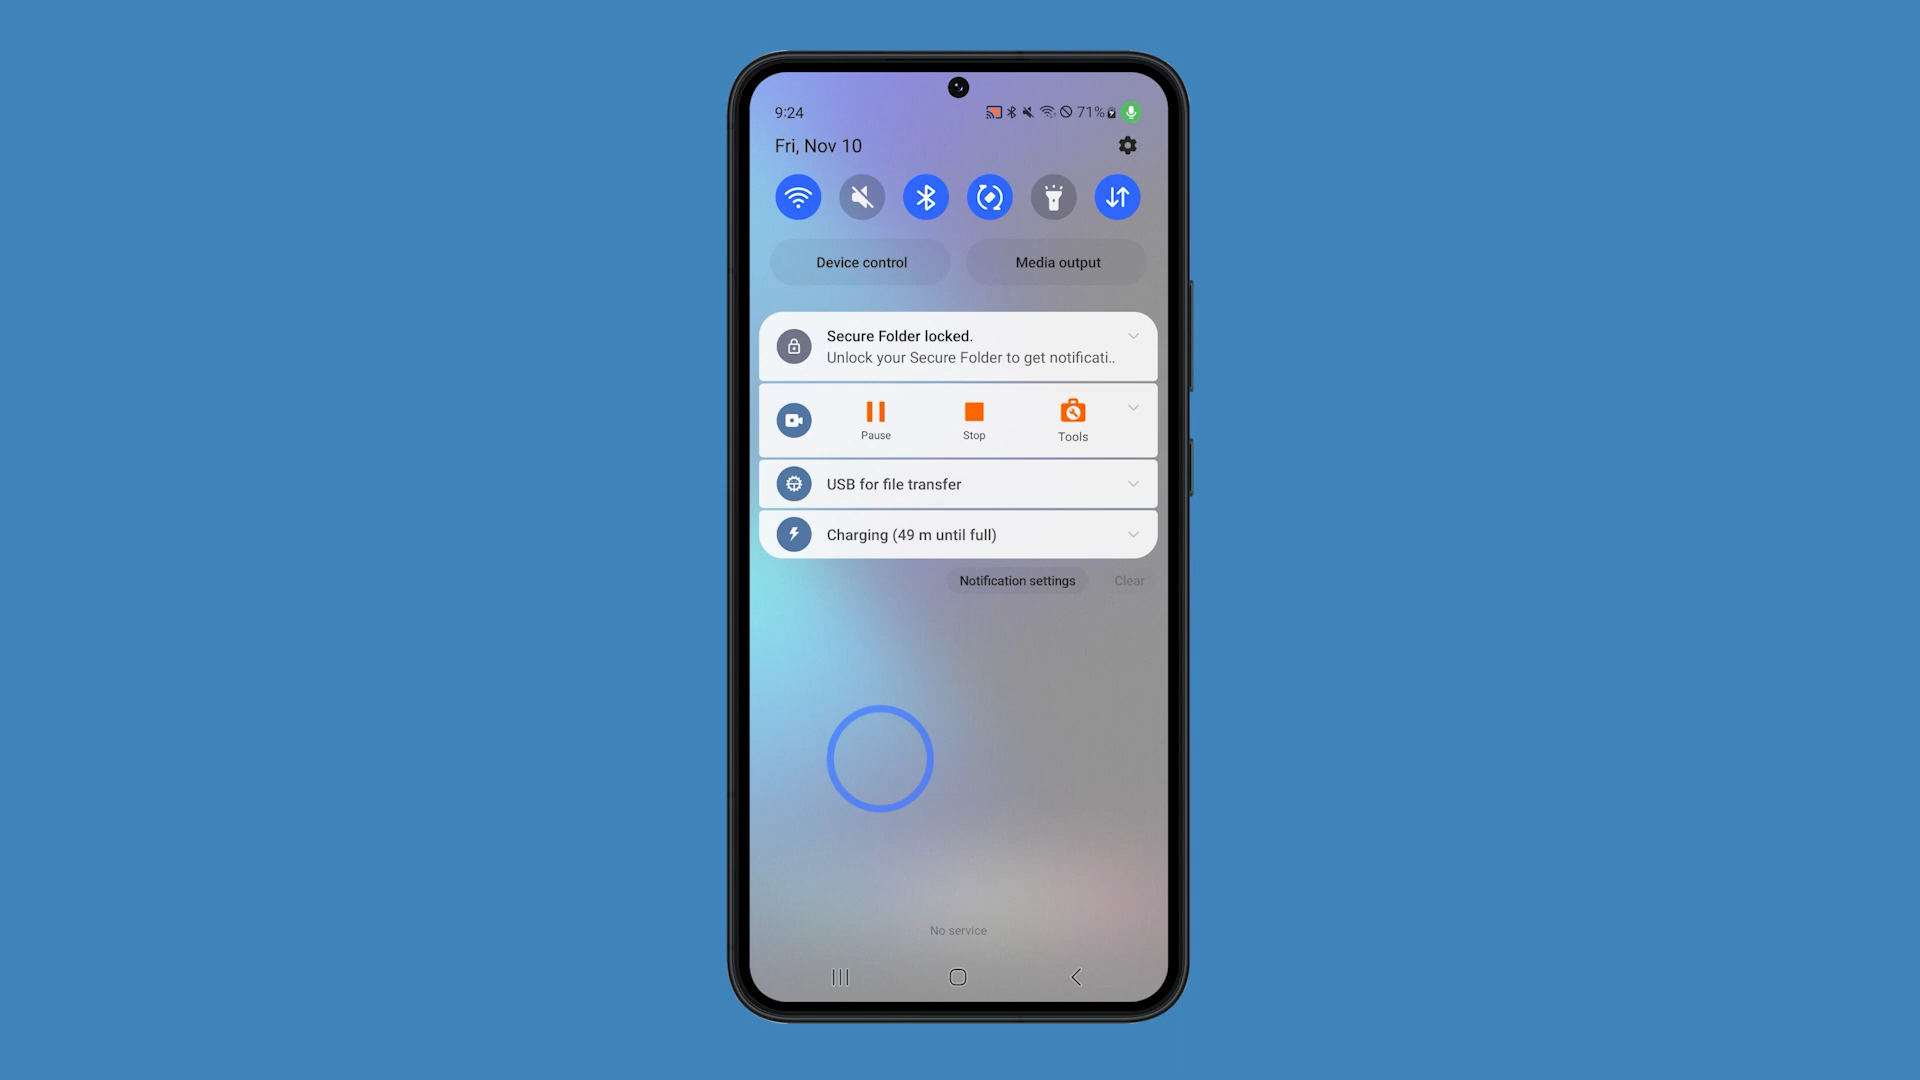 9:24
71%
Fri, Nov 10
Device control
Media output
Secure Folder locked.
Unlock your Secure Folder to get notificati..
Pause
Stop
Tools
USB for file transfer
Charging (49 m until full)
Notification settings
Clear
No service